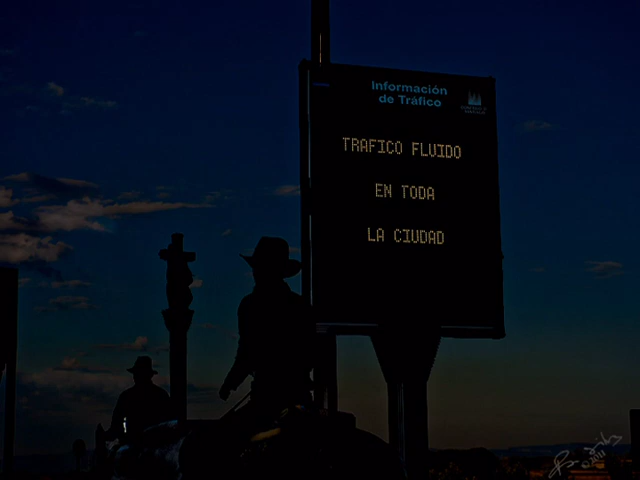 Información
de Tráfico
TRAFICO FLUIDO
EN TODA
LA CIUDAD